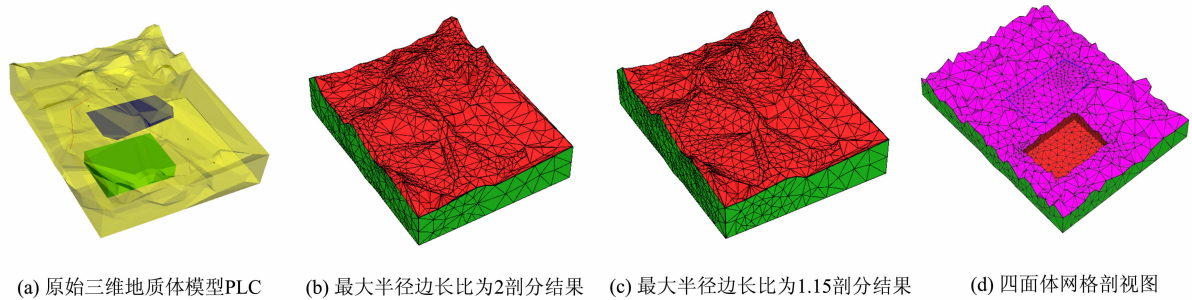 (a) 原始三维地质体模型PLC
(b) 最大半径边长比为2剖分结果
(c) 最大半径边长比为1.15剖分结果
(d) 四面体网格剖视图